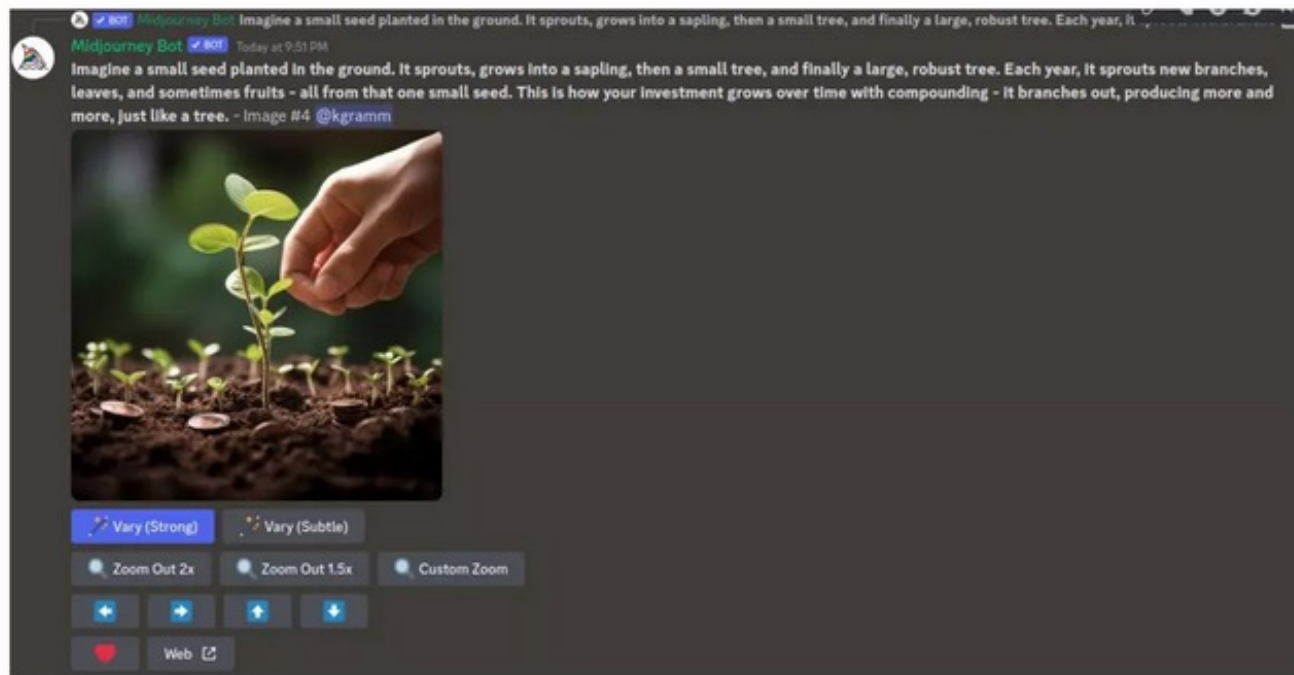 BOT Midjourney Bot Imagine a small seed planted in the ground. It sprouts, grows into a sapling, then a small tree, and finally a large, robust tree. Each year, it
Midjourney Bot BOT Today at 9:51 PM
Imagine a small seed planted in the ground. It sprouts, grows into a sapling, then a small tree, and finally a large, robust tree. Each year, it sprouts new branches,
leaves, and sometimes fruits - all from that one small seed. This is how your investment grows over time with compounding - it branches out, producing more and
more, just like a tree. - Image #4 @kgramm
Vary (Strong) Vary (Subtle)
Zoom Out 2x Zoom Out 1.5x Custom Zoom
Web